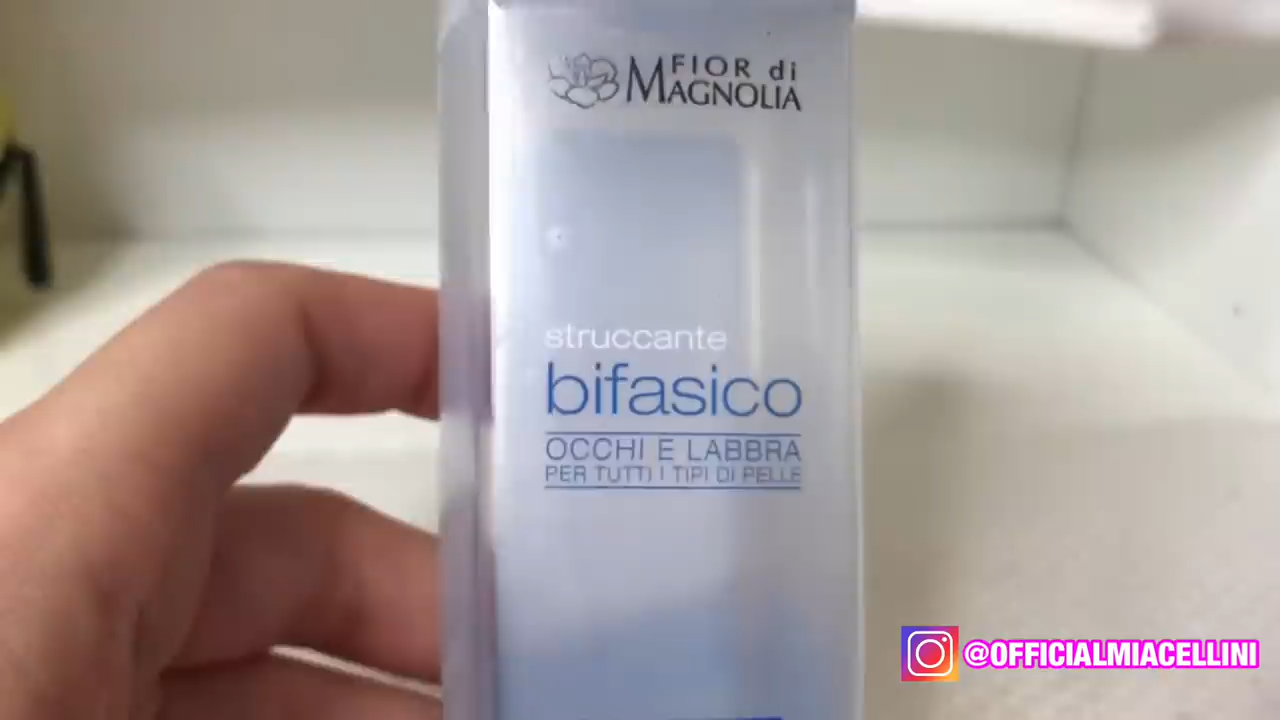 FIOR di
MAGNOLIA
struccante
bifasico
OCCHI E LABBRA
PER TUTTI I TIPI DI PELLE
@OFFICIALMIACELLINI